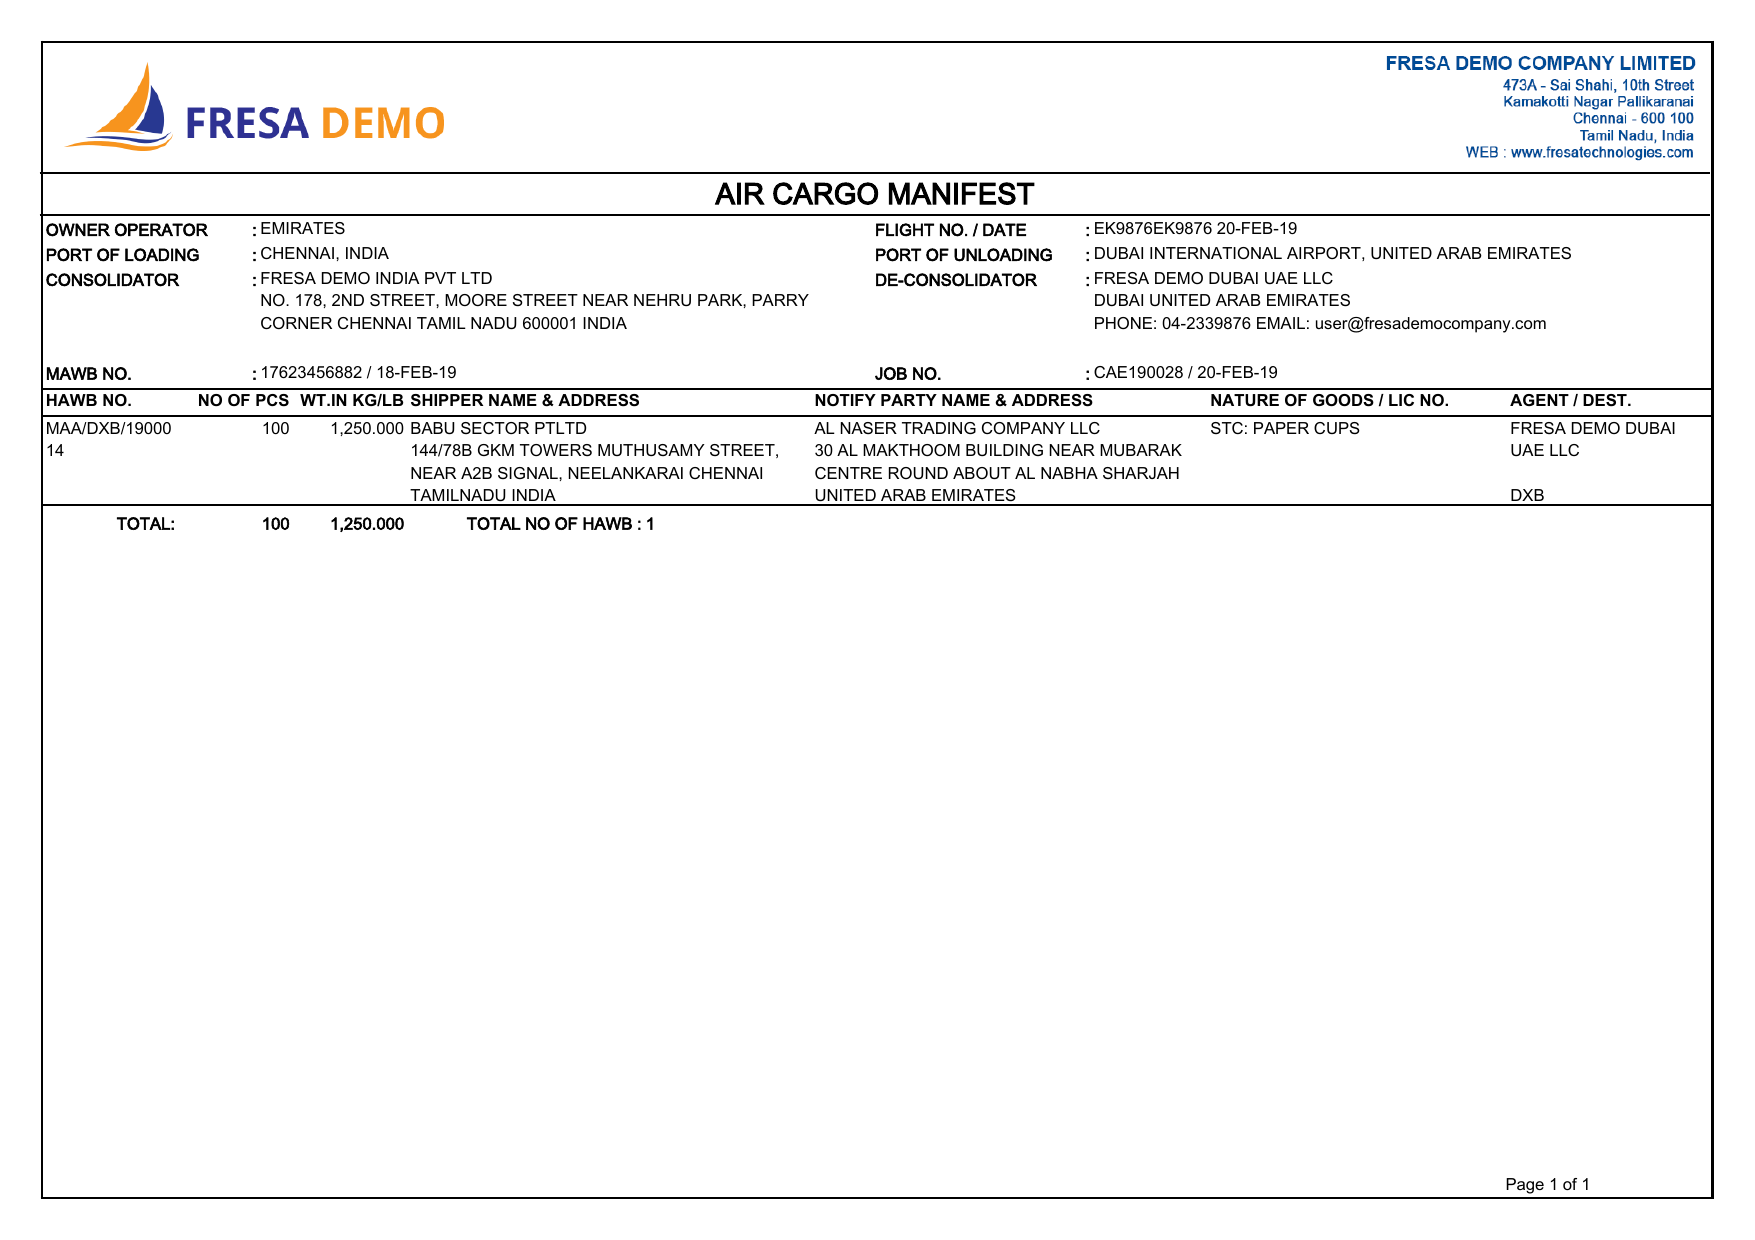 FRESA DEMO
FRESA DEMO COMPANY LIMITED
473A - Sai Shahi, 10th Street
Kamakotti Nagar Pallikaranai
Chennai - 600 100
Tamil Nadu, India
WEB : www.fresatechnologies.com
AIR CARGO MANIFEST
OWNER OPERATOR : EMIRATES FLIGHT NO. / DATE : EK9876EK9876 20-FEB-19
PORT OF LOADING : CHENNAI, INDIA PORT OF UNLOADING : DUBAI INTERNATIONAL AIRPORT, UNITED ARAB EMIRATES
CONSOLIDATOR : FRESA DEMO INDIA PVT LTD DE-CONSOLIDATOR : FRESA DEMO DUBAI UAE LLC
NO. 178, 2ND STREET, MOORE STREET NEAR NEHRU PARK, PARRY DUBAI UNITED ARAB EMIRATES
CORNER CHENNAI TAMIL NADU 600001 INDIA PHONE: 04-2339876 EMAIL: user@fresademocompany.com
MAWB NO. : 17623456882 / 18-FEB-19 JOB NO. : CAE190028 / 20-FEB-19
HAWB NO. NO OF PCS WT.IN KG/LB SHIPPER NAME & ADDRESS NOTIFY PARTY NAME & ADDRESS NATURE OF GOODS / LIC NO. AGENT / DEST.
MAA/DXB/19000 100 1,250.000 BABU SECTOR PTLTD AL NASER TRADING COMPANY LLC STC: PAPER CUPS FRESA DEMO DUBAI
14 144/78B GKM TOWERS MUTHUSAMY STREET, 30 AL MAKTHOOM BUILDING NEAR MUBARAK UAE LLC
NEAR A2B SIGNAL, NEELANKARAI CHENNAI CENTRE ROUND ABOUT AL NABHA SHARJAH
TAMILNADU INDIA UNITED ARAB EMIRATES DXB
TOTAL: 100 1,250.000 TOTAL NO OF HAWB : 1
Page 1 of 1